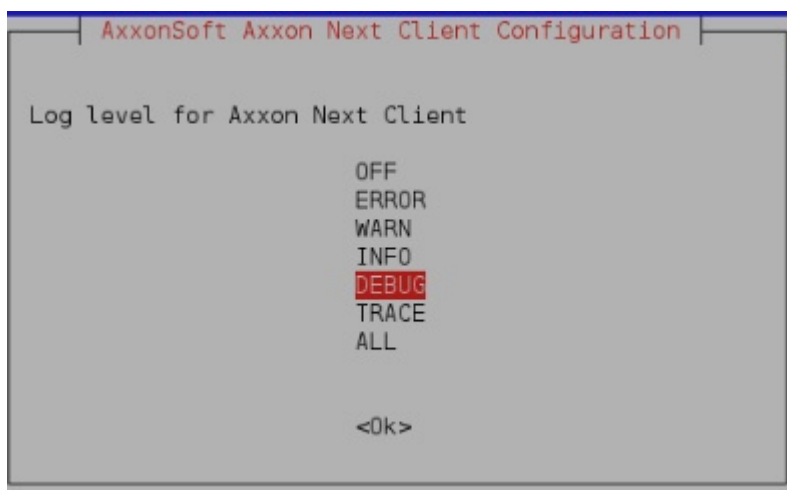 AxxonSoft Axxon Next Client Configuration
Log level for Axxon Next Client
OFF
ERROR
WARN
INFO
DEBUG
TRACE
ALL
<Ok>